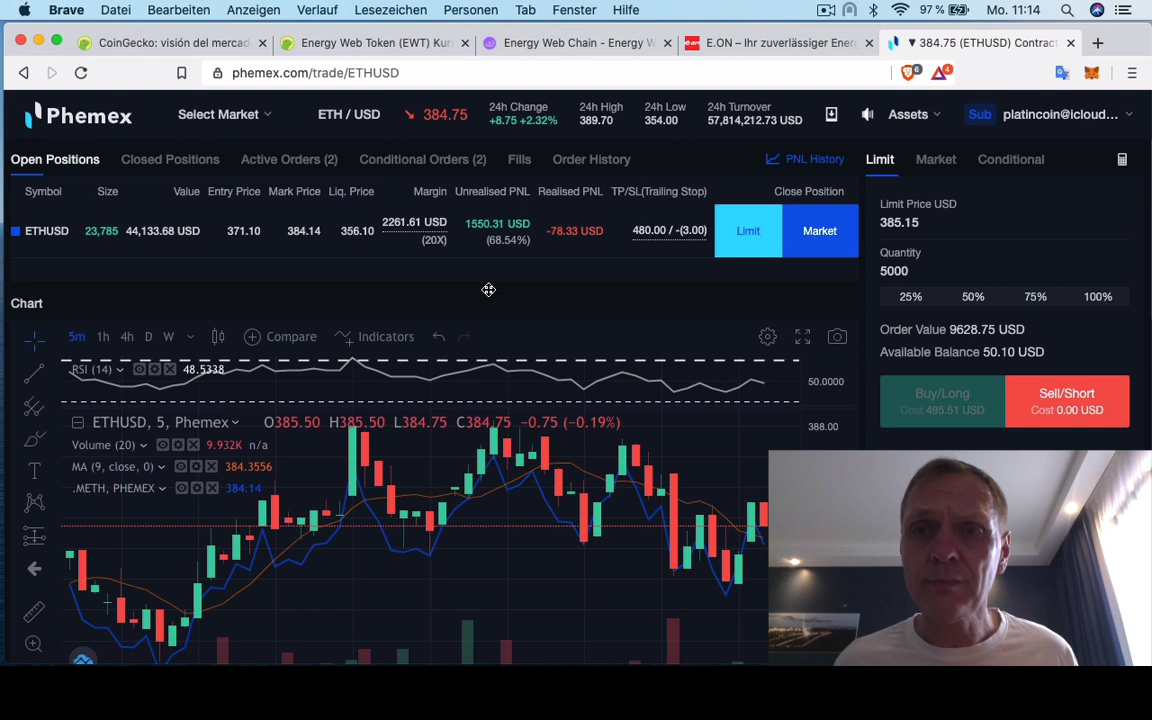 Brave Datei Bearbeiten Anzeigen Verlauf Lesezeichen Personen Tab Fenster Hilfe 97 % Mo. 11:14
CoinGecko: visión del mercad Energy Web Token (EWT) Kur Energy Web Chain - Energy W E.ON – Ihr zuverlässiger Ener ▼ 384.75 (ETHUSD) Contract
phemex.com/trade/ETHUSD 6 4
Phemex Select Market ETH / USD ↘ 384.75 24h Change 24h High 24h Low 24h Turnover Assets Sub platincoin@icloud...
+8.75 +2.32% 389.70 354.00 57,814,212.73 USD
Open Positions Closed Positions Active Orders (2) Conditional Orders (2) Fills Order History PNL History Limit Market Conditional
Symbol Size Value Entry Price Mark Price Liq. Price Margin Unrealised PNL Realised PNL TP/SL(Trailing Stop) Close Position
ETHUSD 23,785 44,133.68 USD 371.10 384.14 356.10 2261.61 USD 1550.31 USD -78.33 USD 480.00 / -(3.00) Limit Market
(20X) (68.54%)
Limit Price USD
385.15
Quantity
5000
25% 50% 75% 100%
Order Value 9628.75 USD
Available Balance 50.10 USD
Buy/Long Sell/Short
Cost 495.51 USD Cost 0.00 USD
Chart
5m 1h 4h D W Compare Indicators
RSI (14) 48.5338
50.0000
ETHUSD, 5, Phemex O385.50 H385.50 L384.75 C384.75 −0.75 (−0.19%)
388.00
Volume (20) 9.932K n/a
MA (9, close, 0) 384.3556
.METH, PHEMEX 384.14